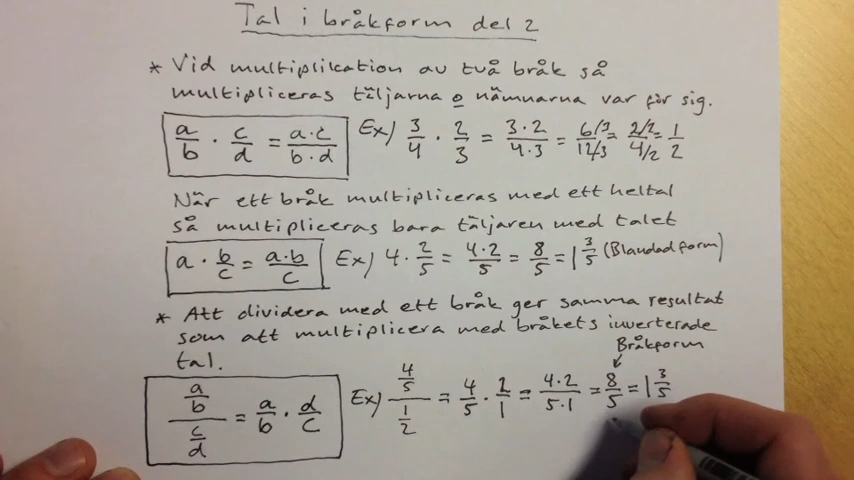 Tal i bråkform del 2
* Vid multiplikation av två bråk så
multipliceras täljarna o nämnarna var för sig.
a/b · c/d = a·c/b·d Ex) 3/4 · 2/3 = 3·2/4·3 = 6/3/12/3 = 2/2/4/2 = 1/2
När ett bråk multipliceras med ett heltal
så multipliceras bara täljaren med talet
a · b/c = a·b/c Ex) 4 · 2/5 = 4·2/5 = 8/5 = 1 3/5 (Blandad form)
* Att dividera med ett bråk ger samma resultat
som att multiplicera med bråkets inverterade
tal.
Bråkform
a/b / c/d = a/b · d/c Ex) 4/5 / 1/2 = 4/5 · 2/1 = 4·2/5·1 = 8/5 = 1 3/5